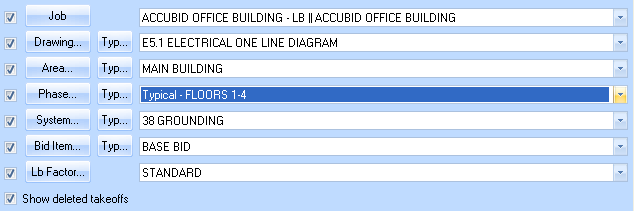 Job ACCUBID OFFICE BUILDING - LB || ACCUBID OFFICE BUILDING
Drawing... Typ... E5.1 ELECTRICAL ONE LINE DIAGRAM
Area... Typ... MAIN BUILDING
Phase... Typ... Typical - FLOORS 1-4
System... Typ... 38 GROUNDING
Bid Item... Typ... BASE BID
Lb Factor... STANDARD
Show deleted takeoffs